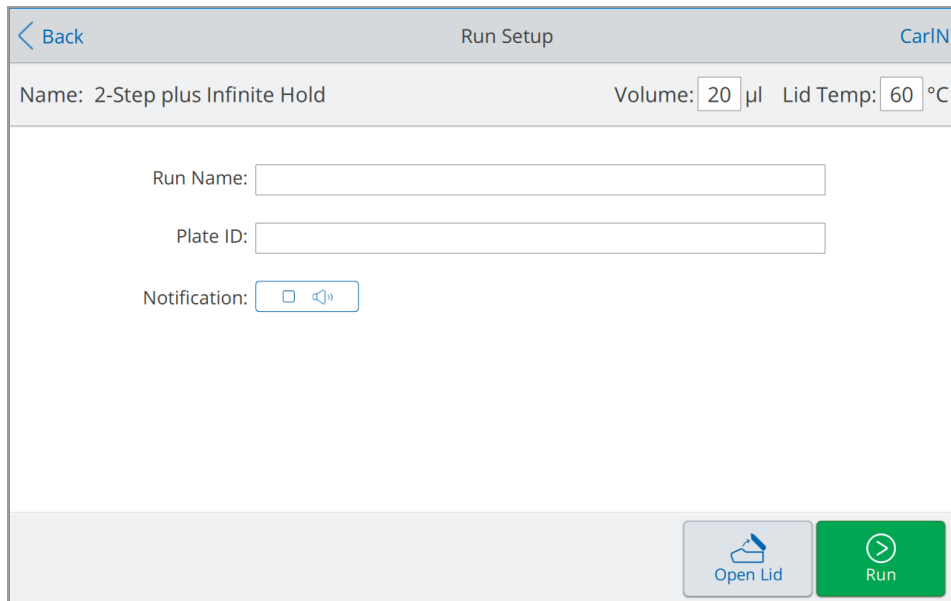 Back Run Setup CarlN
Name: 2-Step plus Infinite Hold Volume: 20 µl Lid Temp: 60 °C
Run Name:
Plate ID:
Notification:
Open Lid Run